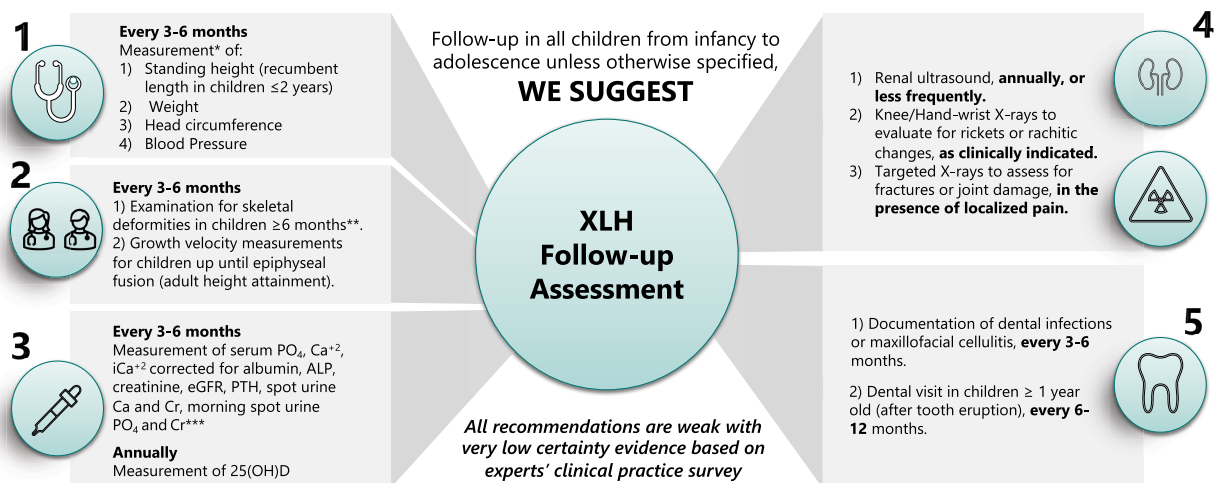 Follow-up in all children from infancy to
adolescence unless otherwise specified,
WE SUGGEST
XLH
Follow-up
Assessment
All recommendations are weak with
very low certainty evidence based on
experts’ clinical practice survey
1
Every 3-6 months
Measurement* of:
1) Standing height (recumbent
length in children ≤2 years)
2) Weight
3) Head circumference
4) Blood Pressure
2
Every 3-6 months
1) Examination for skeletal
deformities in children ≥6 months**.
2) Growth velocity measurements
for children up until epiphyseal
fusion (adult height attainment).
3
Every 3-6 months
Measurement of serum PO₄, Ca⁺², 
iCa⁺² corrected for albumin, ALP,
creatinine, eGFR, PTH, spot urine
Ca and Cr, morning spot urine
PO₄ and Cr***
Annually
Measurement of 25(OH)D
4
1) Renal ultrasound, annually, or
less frequently.
2) Knee/Hand-wrist X-rays to
evaluate for rickets or rachitic
changes, as clinically indicated.
3) Targeted X-rays to assess for
fractures or joint damage, in the
presence of localized pain.
5
1) Documentation of dental infections
or maxillofacial cellulitis, every 3-6
months.
2) Dental visit in children ≥ 1 year
old (after tooth eruption), every 6-
12 months.